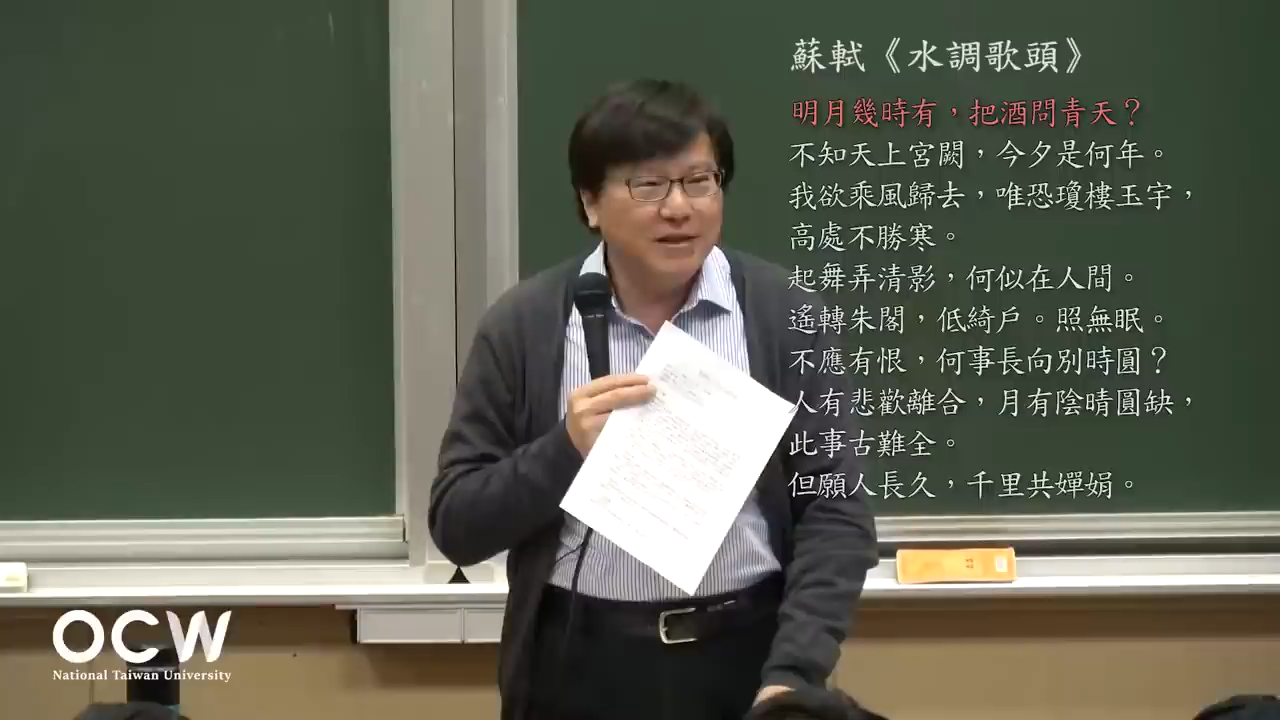 蘇軾《水調歌頭》
明月幾時有，把酒問青天？
不知天上宮闕，今夕是何年。
我欲乘風歸去，唯恐瓊樓玉宇，
高處不勝寒。
起舞弄清影，何似在人間。
遙轉朱閣，低綺戶。照無眠。
不應有恨，何事長向別時圓？
人有悲歡離合，月有陰晴圓缺，
此事古難全。
但願人長久，千里共嬋娟。
OCW
National Taiwan University